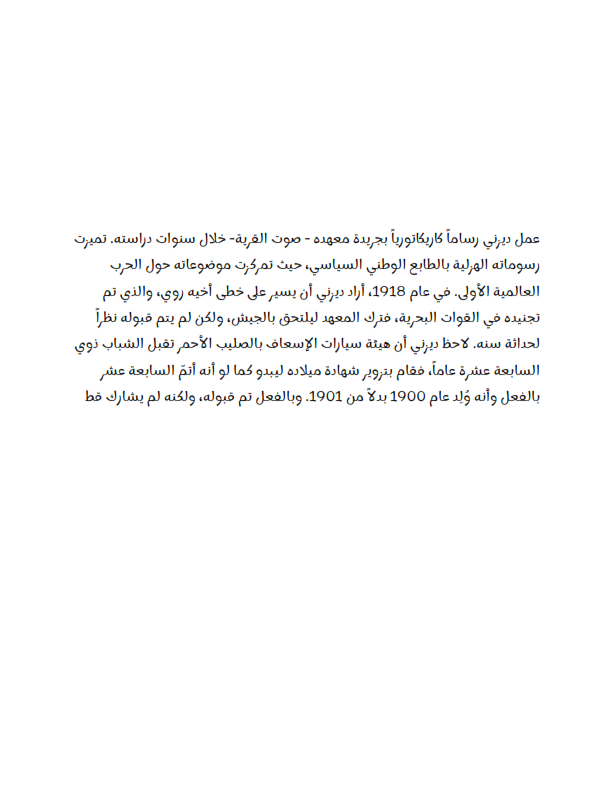 عمل ديزني رساماً كاريكاتورياً بجريدة معهده - صوت القرية- خلال سنوات دراسته. تميزت
رسوماته الهزلية بالطابع الوطني السياسي، حيث تمركزت موضوعاته حول الحرب
العالمية الأولى. في عام 1918، أراد ديزني أن يسير على خطى أخيه روي، والذي تم
تجنيده في القوات البحرية، فترك المعهد ليلتحق بالجيش، ولكن لم يتم قبوله نظراً
لحداثة سنه. لاحظ ديزني أن هيئة سيارات الإسعاف بالصليب الأحمر تقبل الشباب ذوي
السابعة عشرة عاماً، فقام بتزوير شهادة ميلاده ليبدو كما لو أنه أتمّ السابعة عشر
بالفعل وأنه وُلِد عام 1900 بدلاً من 1901. وبالفعل تم قبوله، ولكنه لم يشارك قط